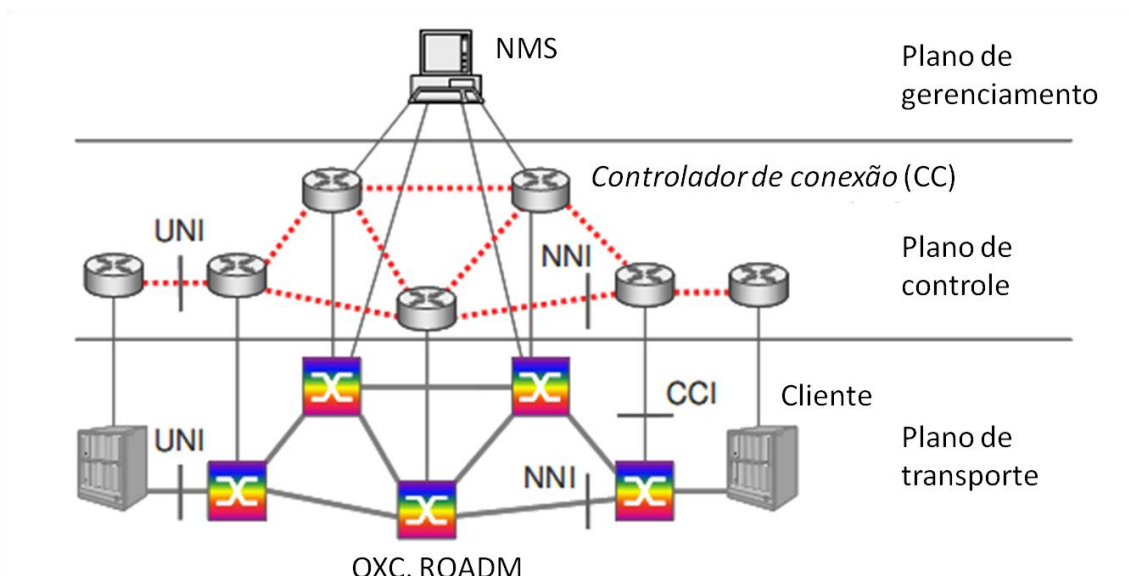 NMS
Plano de
gerenciamento
Controlador de conexão (CC)
UNI
NNI
Plano de
controle
CCI
Cliente
UNI
NNI
Plano de
transporte
OXC, ROADM